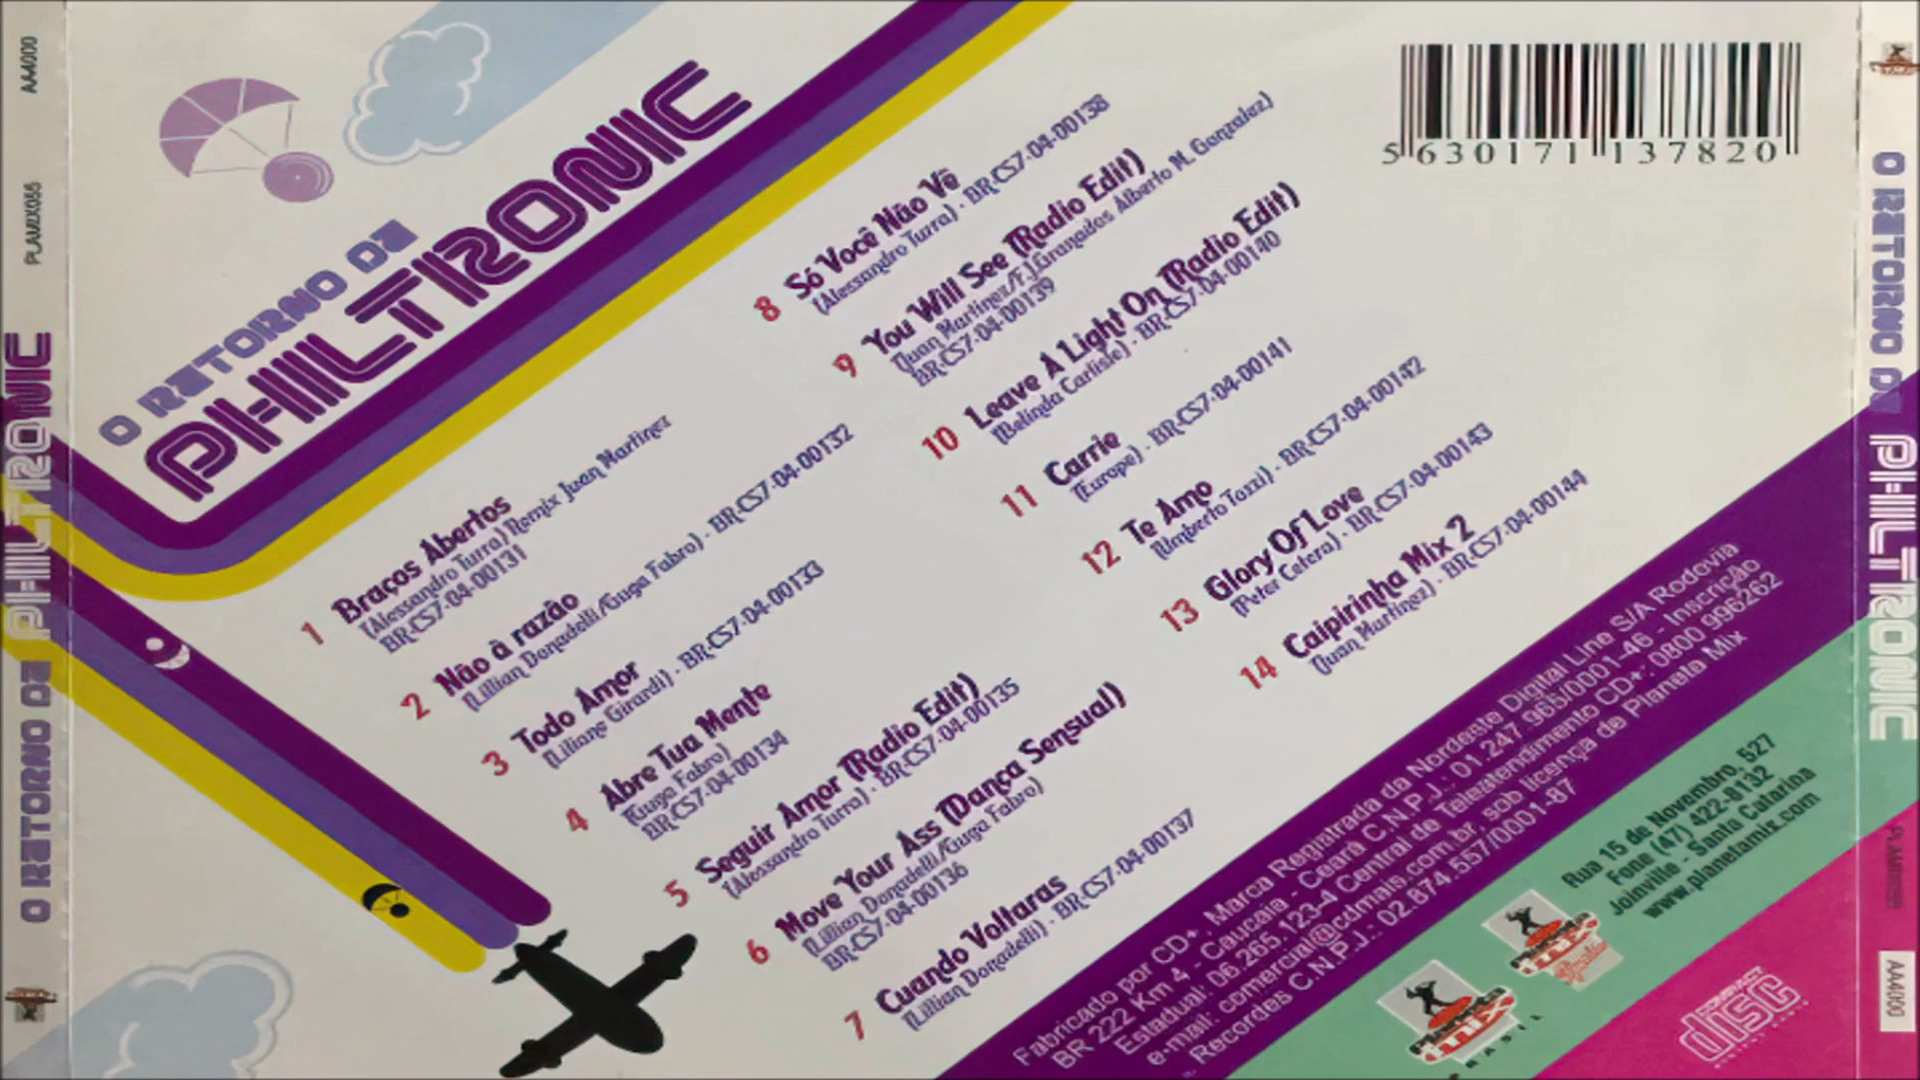 AA4000
PLAMIX055
O RETORNO DE PHILTRONIC
O RETORNO DE
PHILTRONIC
1 Braços Abertos
(Alessandro Turra) Remix Juan Martinez
BR-CS7-04-00131
2 Não à razão
(Lillian Donadelli/Guga Fabro) - BR-CS7-04-00132
3 Todo Amor
(Liliane Girardi) - BR-CS7-04-00133
4 Abre Tua Mente
(Guga Fabro)
BR-CS7-04-00134
5 Seguir Amor (Radio Edit)
(Alessandro Turra) - BR-CS7-04-00135
6 Move Your Ass (Dança Sensual)
(Lillian Donadelli/Guga Fabro)
BR-CS7-04-00136
7 Cuando Voltaras
(Lillian Donadelli) - BR-CS7-04-00137
8 Só Você Não Vê
(Alessandro Turra) - BR-CS7-04-00138
9 You Will See (Radio Edit)
(Juan Martinez/F.J.Granados Alberto M. Gonzalez)
BR-CS7-04-00139
10 Leave A Light On (Radio Edit)
(Belinda Carlisle) - BR-CS7-04-00140
11 Carrie
(Europe) - BR-CS7-04-00141
12 Te Amo
(Umberto Tozzi) - BR-CS7-04-00142
13 Glory Of Love
(Peter Cetera) - BR-CS7-04-00143
14 Caipirinha Mix 2
(Juan Martinez) - BR-CS7-04-00144
5 630171 137820
Fabricado por CD+. Marca Registrada da Nordeste Digital Line S/A Rodovia
BR 222 Km 4 - Caucaia - Ceará C.N.P.J.: 01.247.965/0001-46 - Inscrição
Estadual: 06.265.123-4 Central de Teleatendimento CD+: 0800 996262
e-mail: comercial@cdmais.com.br, sob licença de Planeta Mix
Recordes C.N.P.J.: 02.874.557/0001-87
Rua 15 de Novembro, 527
Fone (47) 422-8132
Joinville - Santa Catarina
www.planetamix.com
PLANETA
MIX
BRASIL
COMPACT
disc
O RETORNO DE PHILTRONIC
AA4000